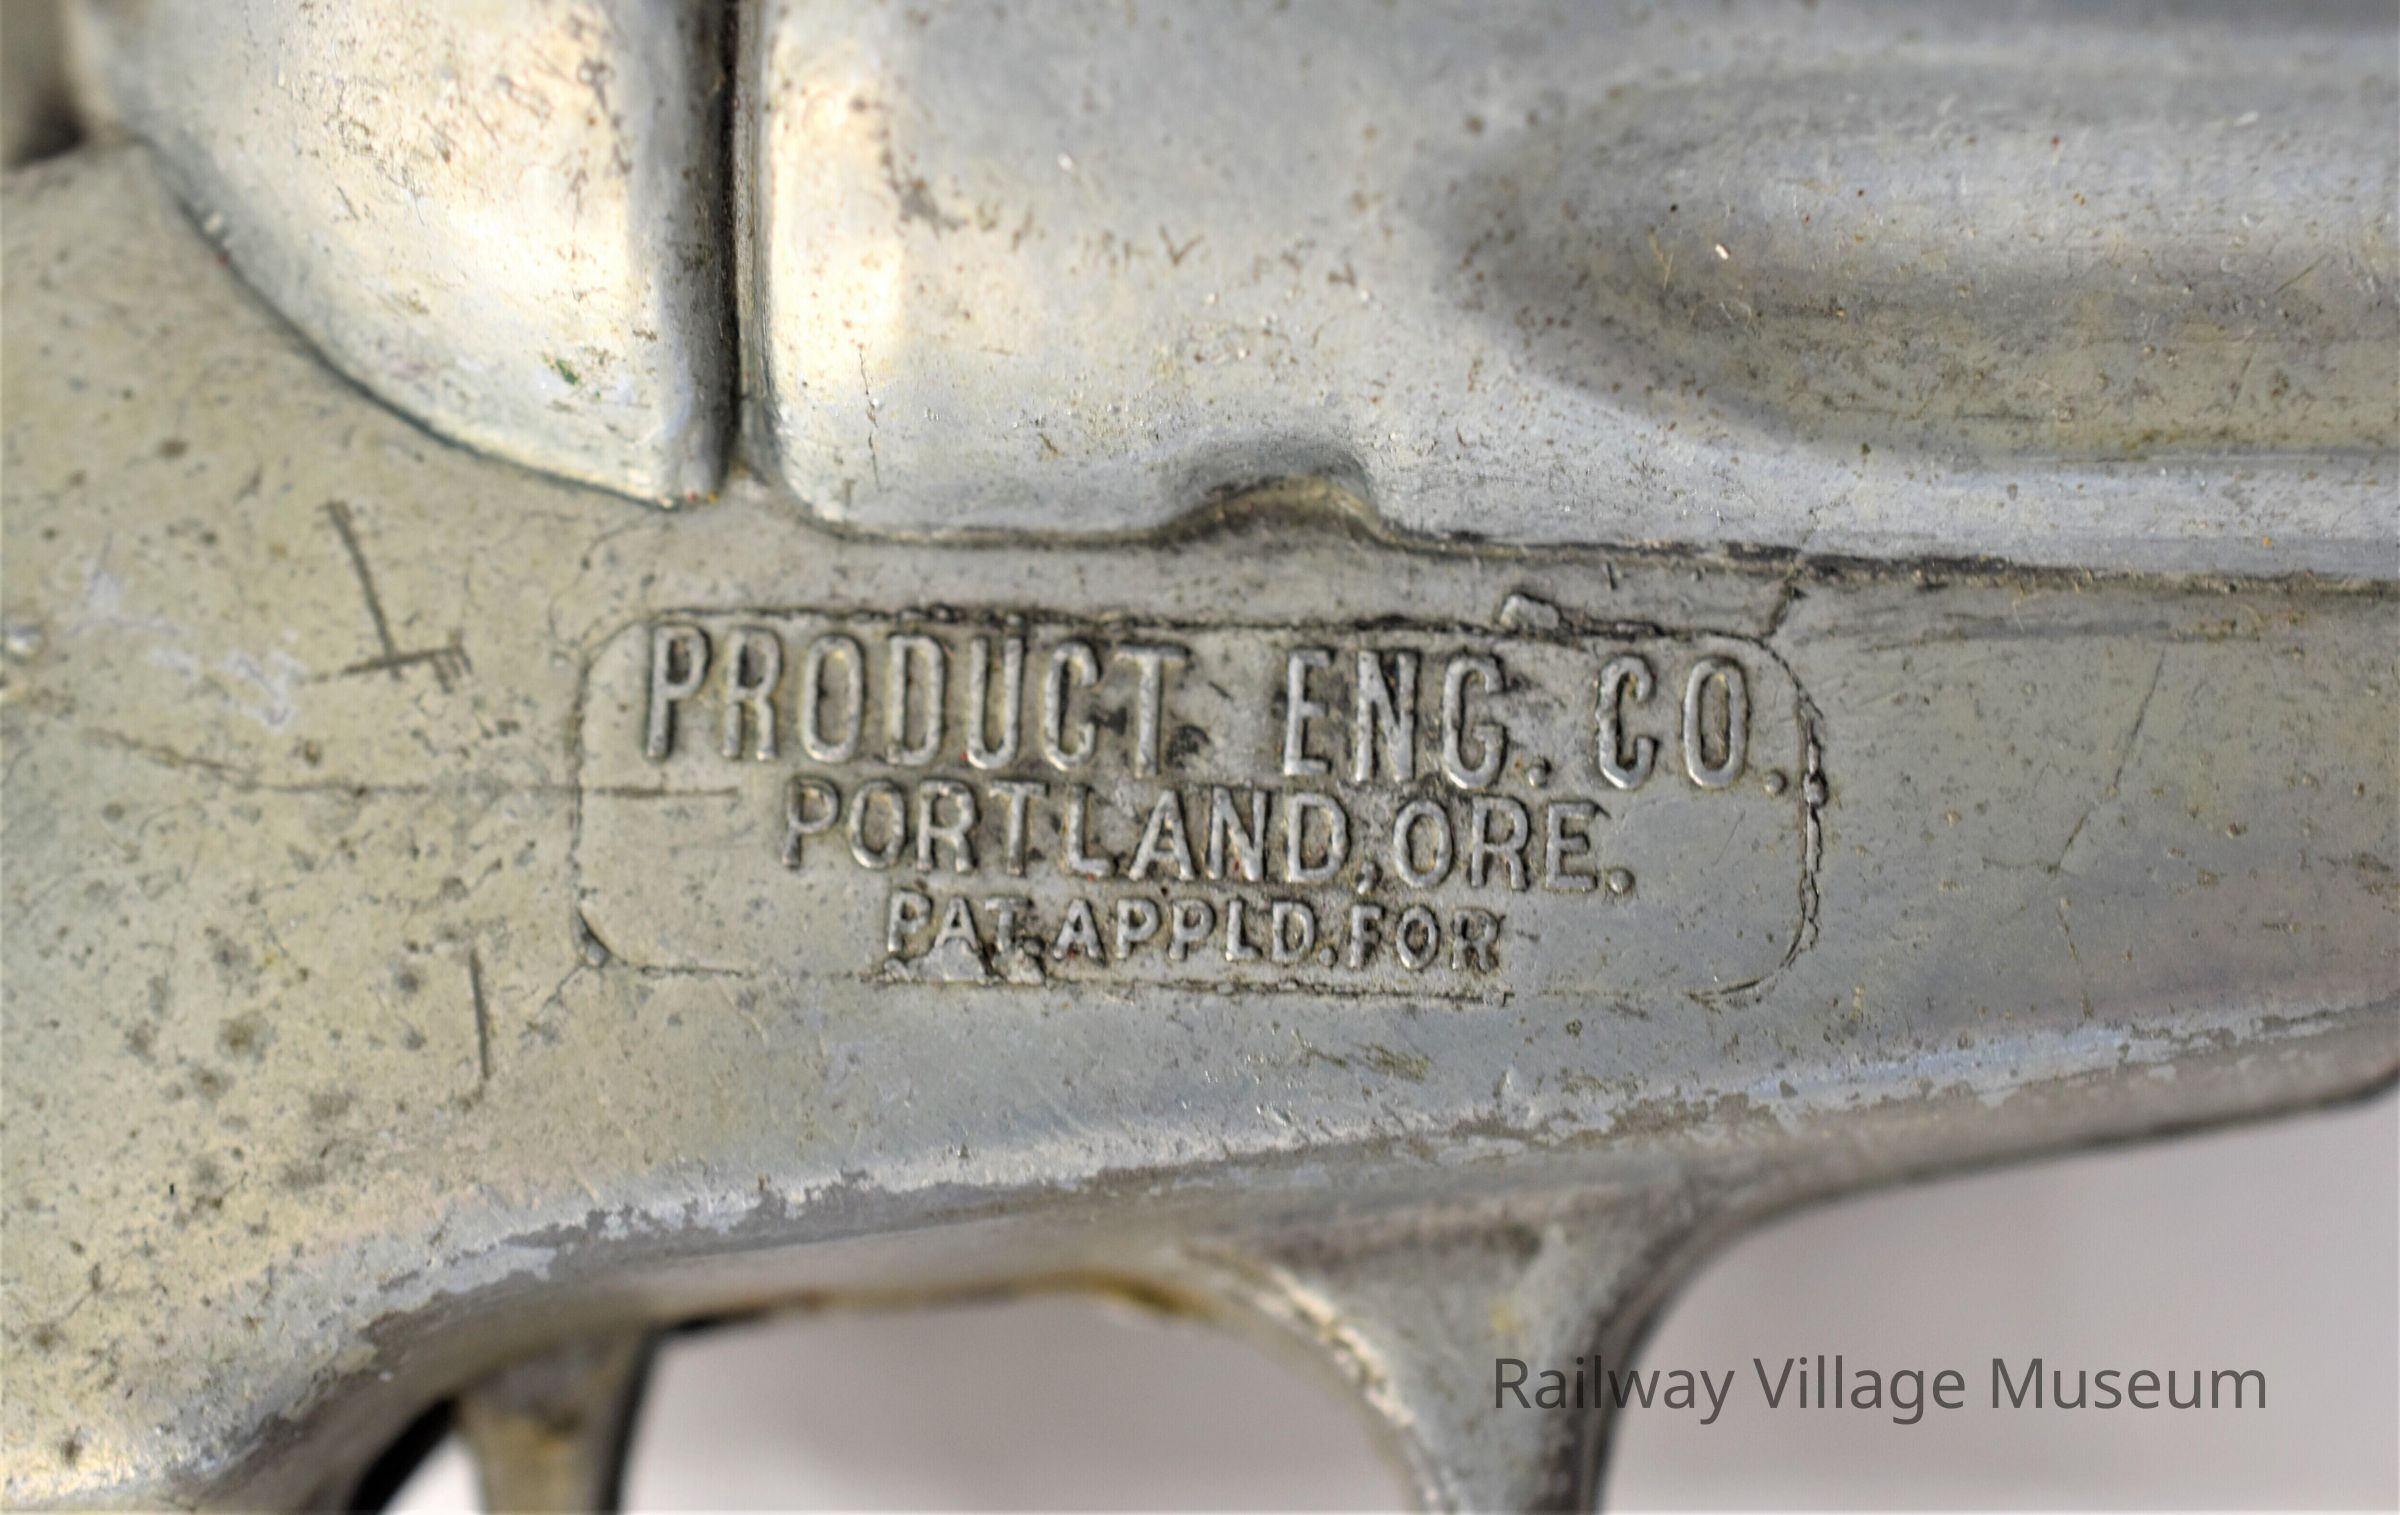 PRODUCT ENG. CO.
PORTLAND, ORE.
PAT. APPLD. FOR
Railway Village Museum